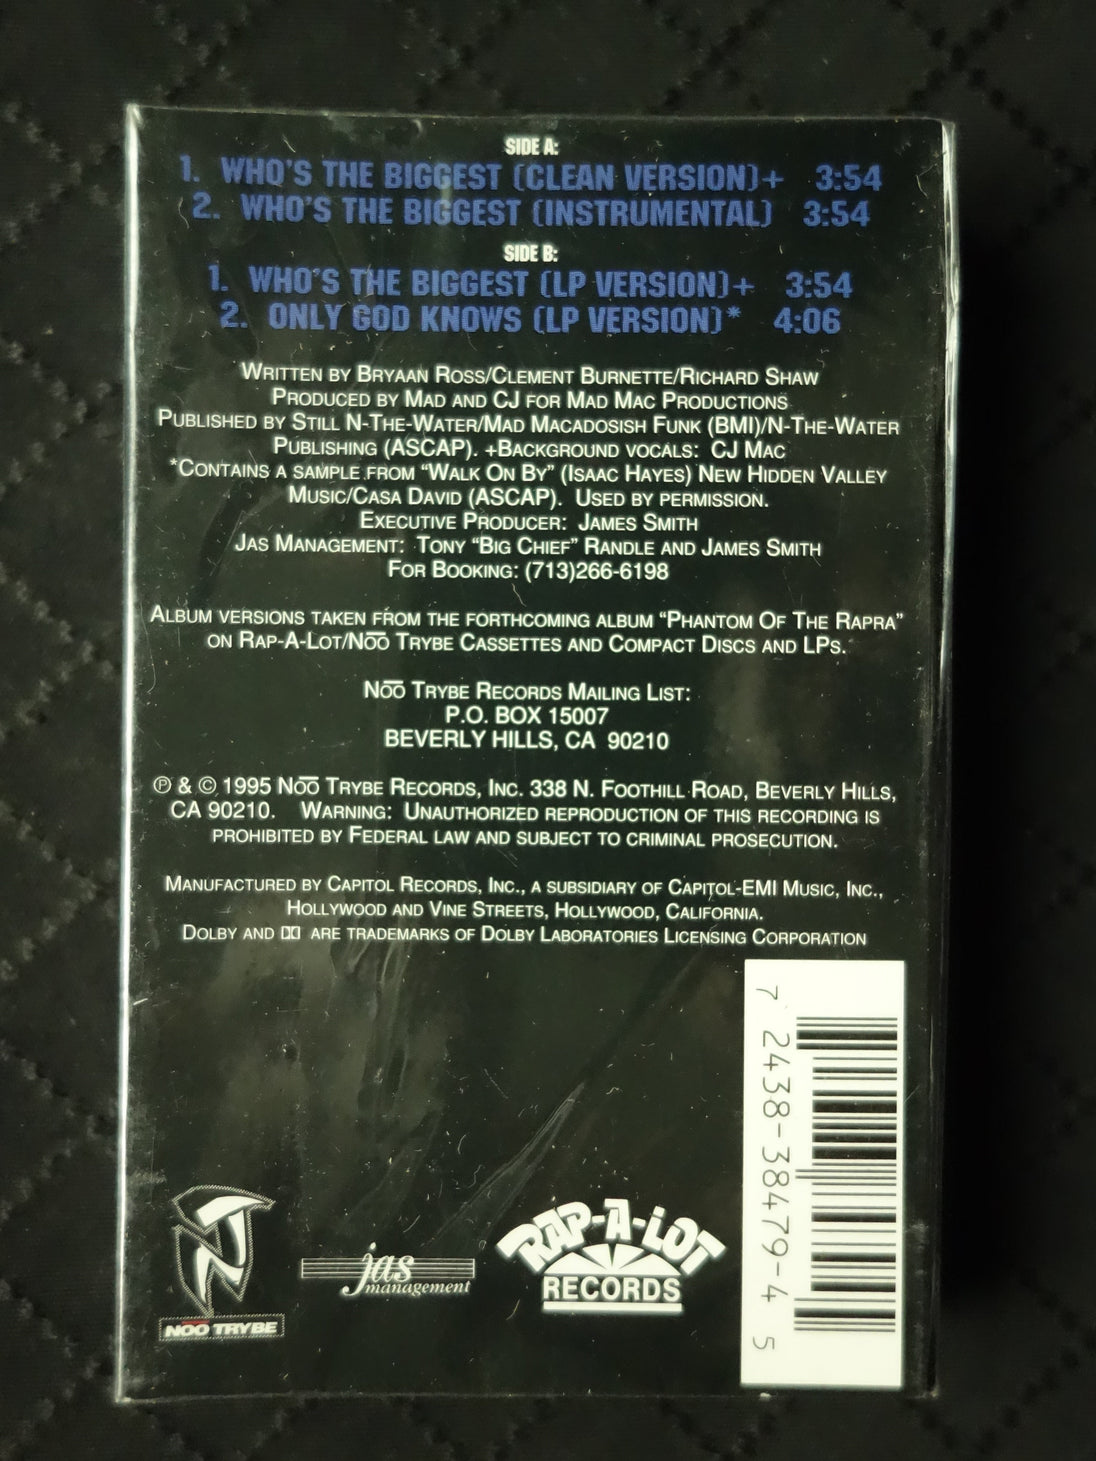 SIDE A:
1. WHO'S THE BIGGEST (CLEAN VERSION)+ 3:54
2. WHO'S THE BIGGEST (INSTRUMENTAL) 3:54
SIDE B:
1. WHO'S THE BIGGEST (LP VERSION)+ 3:54
2. ONLY GOD KNOWS (LP VERSION)* 4:06
WRITTEN BY BRYAAN ROSS/CLEMENT BURNETTE/RICHARD SHAW
PRODUCED BY MAD AND CJ FOR MAD MAC PRODUCTIONS
PUBLISHED BY STILL N-THE-WATER/MAD MACADOSISH FUNK (BMI)/N-THE-WATER
PUBLISHING (ASCAP). +BACKGROUND VOCALS: CJ MAC
*CONTAINS A SAMPLE FROM "WALK ON BY" (ISAAC HAYES) NEW HIDDEN VALLEY
MUSIC/CASA DAVID (ASCAP). USED BY PERMISSION.
EXECUTIVE PRODUCER: JAMES SMITH
JAS MANAGEMENT: TONY "BIG CHIEF" RANDLE AND JAMES SMITH
FOR BOOKING: (713)266-6198
ALBUM VERSIONS TAKEN FROM THE FORTHCOMING ALBUM "PHANTOM OF THE RAPRA"
ON RAP-A-LOT/NŌŌ TRYBE CASSETTES AND COMPACT DISCS AND LPS.
NŌŌ TRYBE RECORDS MAILING LIST:
P.O. BOX 15007
BEVERLY HILLS, CA 90210
℗ & © 1995 NŌŌ TRYBE RECORDS, INC. 338 N. FOOTHILL ROAD, BEVERLY HILLS,
CA 90210. WARNING: UNAUTHORIZED REPRODUCTION OF THIS RECORDING IS
PROHIBITED BY FEDERAL LAW AND SUBJECT TO CRIMINAL PROSECUTION.
MANUFACTURED BY CAPITOL RECORDS, INC., A SUBSIDIARY OF CAPITOL-EMI MUSIC, INC.,
HOLLYWOOD AND VINE STREETS, HOLLYWOOD, CALIFORNIA.
DOLBY AND DD ARE TRADEMARKS OF DOLBY LABORATORIES LICENSING CORPORATION
7 2438-38479-4 5
NT
NŌŌ TRYBE
jas
management
RAP-A-LOT
RECORDS